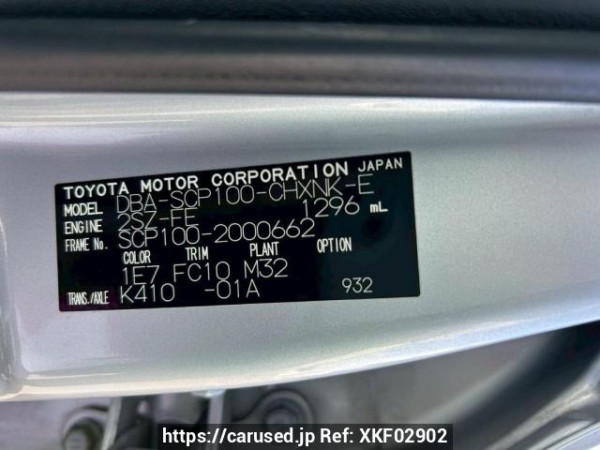 TOYOTA MOTOR CORPORATION JAPAN
MODEL DBA-SCP100-CHXNK-E
ENGINE 2SZ-FE 1296 mL
FRAME No. SCP100-2000662
COLOR TRIM PLANT OPTION
1E7 FC10 M32
TRANS./AXLE K410 -01A 932
https://carused.jp Ref: XKF02902